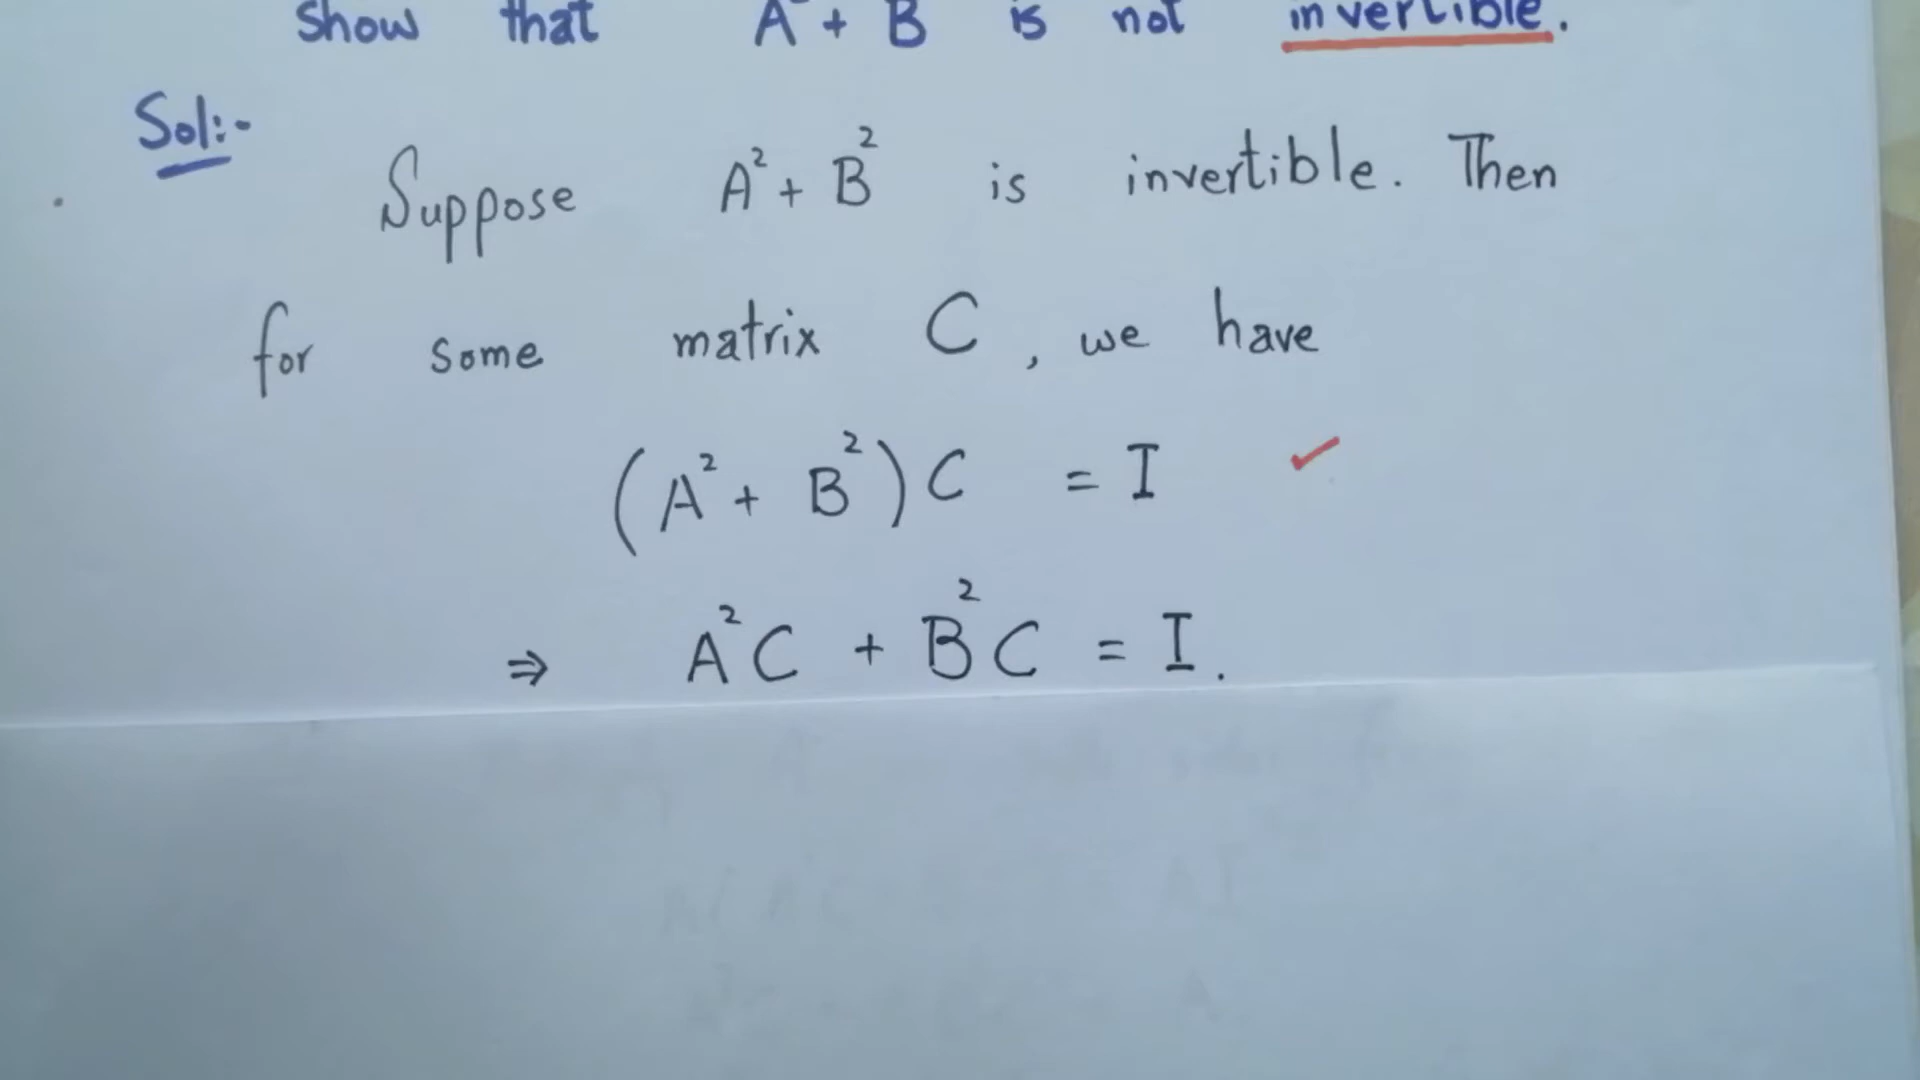 Show that A² + B is not invertible.
Sol:-
Suppose A² + B² is invertible. Then
for some matrix C, we have
(A² + B²)C = I ✓
⇒ A²C + B²C = I.